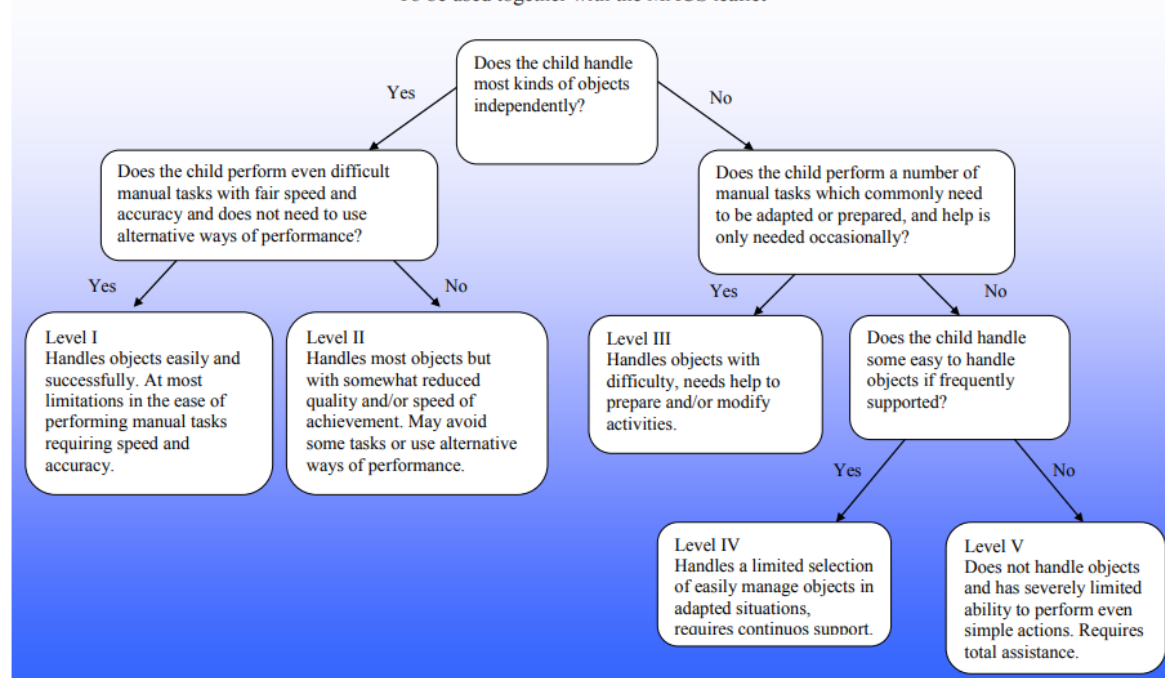 Does the child handle
most kinds of objects
independently?
Yes
No
Does the child perform even difficult
manual tasks with fair speed and
accuracy and does not need to use
alternative ways of performance?
Does the child perform a number of
manual tasks which commonly need
to be adapted or prepared, and help is
only needed occasionally?
Yes
No
Yes
No
Level I
Handles objects easily and
successfully. At most
limitations in the ease of
performing manual tasks
requiring speed and
accuracy.
Level II
Handles most objects but
with somewhat reduced
quality and/or speed of
achievement. May avoid
some tasks or use alternative
ways of performance.
Level III
Handles objects with
difficulty, needs help to
prepare and/or modify
activities.
Does the child handle
some easy to handle
objects if frequently
supported?
Yes
No
Level IV
Handles a limited selection
of easily manage objects in
adapted situations,
requires continuos support.
Level V
Does not handle objects
and has severely limited
ability to perform even
simple actions. Requires
total assistance.